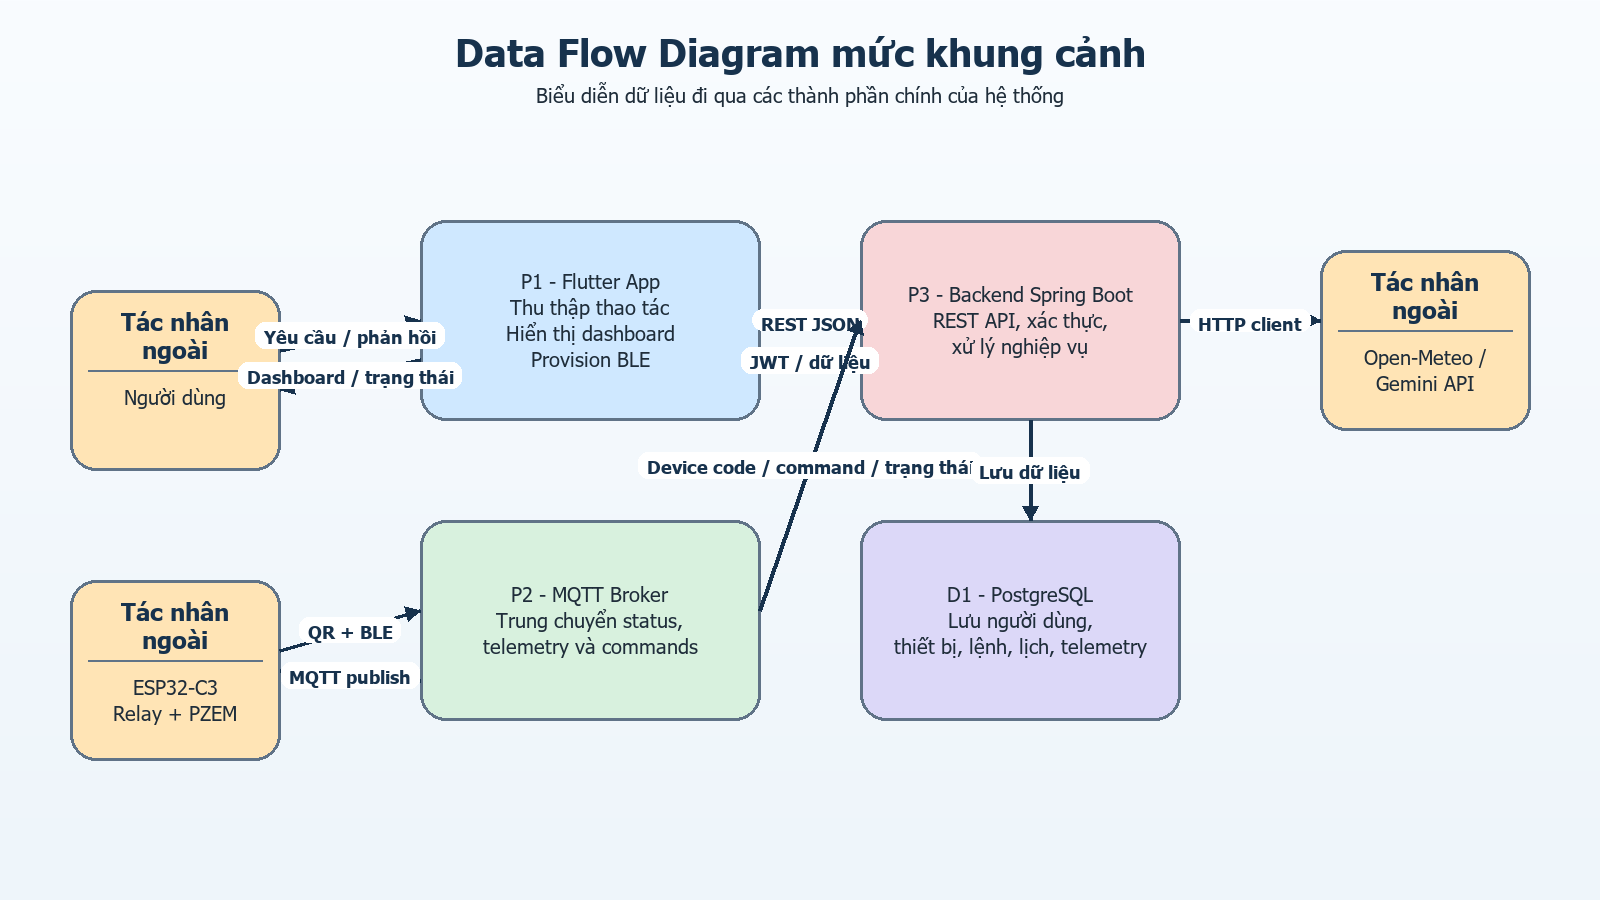 Data Flow Diagram mức khung cảnh
Biểu diễn dữ liệu đi qua các thành phần chính của hệ thống
Tác nhân
ngoài
Người dùng
Yêu cầu / phản hồi
Dashboard / trạng thái
P1 - Flutter App
Thu thập thao tác
Hiển thị dashboard
Provision BLE
REST JSON
JWT / dữ liệu
P3 - Backend Spring Boot
REST API, xác thực,
xử lý nghiệp vụ
HTTP client
Tác nhân
ngoài
Open-Meteo /
Gemini API
Device code / command / trạng thái
Lưu dữ liệu
Tác nhân
ngoài
ESP32-C3
Relay + PZEM
QR + BLE
MQTT publish
P2 - MQTT Broker
Trung chuyển status,
telemetry và commands
D1 - PostgreSQL
Lưu người dùng,
thiết bị, lệnh, lịch, telemetry